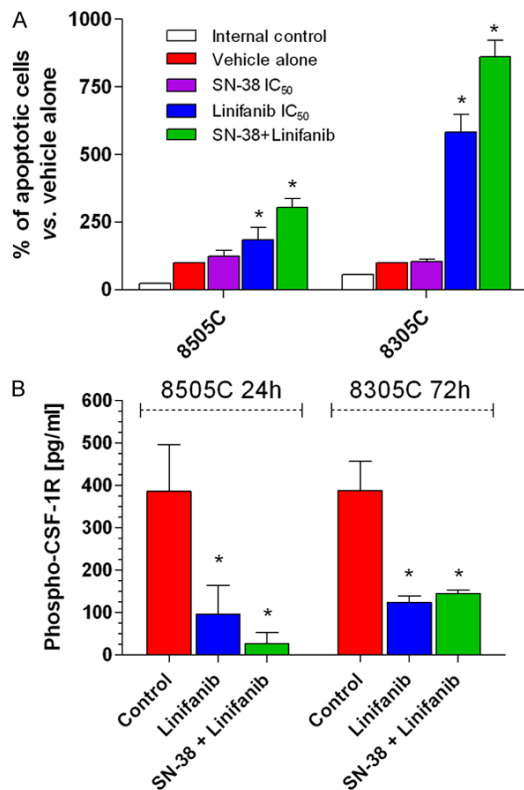 A
% of apoptotic cells
vs. vehicle alone
1000
750
500
250
0
Internal control
Vehicle alone
SN-38 IC₅₀
Linifanib IC₅₀
SN-38+Linifanib
* * * *
8505C 8305C
B
8505C 24h 8305C 72h
Phospho-CSF-1R [pg/ml]
600
500
400
300
200
100
0
* * * *
Control Linifanib SN-38 + Linifanib Control Linifanib SN-38 + Linifanib